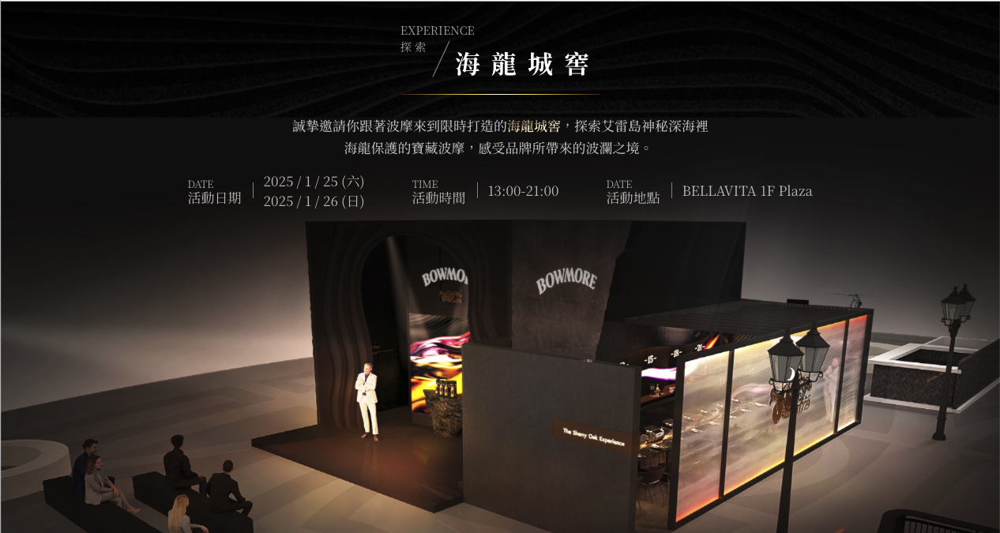 EXPERIENCE
探索
海龍城窖
誠摯邀請你跟著波摩來到限時打造的海龍城窖，探索艾雷島神秘深海裡
海龍保護的寶藏波摩，感受品牌所帶來的波瀾之境。
DATE
活動日期
2025 / 1 / 25 (六)
2025 / 1 / 26 (日)
TIME
活動時間
13:00-21:00
DATE
活動地點
BELLAVITA 1F Plaza
BOWMO
BOWMORE
-15-
-18-
-21-
The Sherry Oak Experience
1779